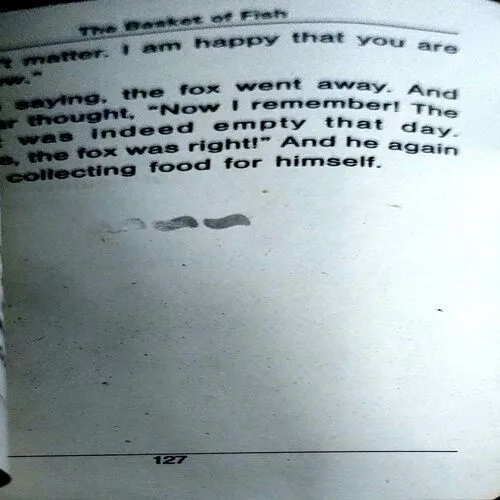 The Basket of Fish
't matter. I am happy that you are
w."
saying, the fox went away. And
r thought, "Now I remember! The
was indeed empty that day.
s, the fox was right!" And he again
collecting food for himself.
127